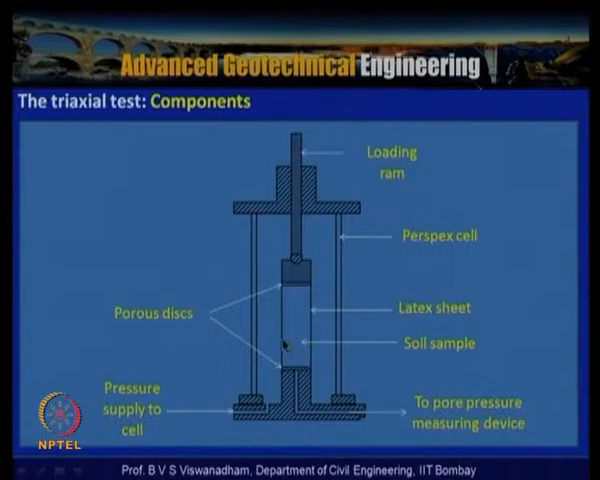 Advanced Geotechnical Engineering
The triaxial test: Components
Loading
ram
Perspex cell
Porous discs
Latex sheet
Soil sample
Pressure
supply to
cell
To pore pressure
measuring device
NPTEL
Prof. B V S Viswanadham, Department of Civil Engineering, IIT Bombay